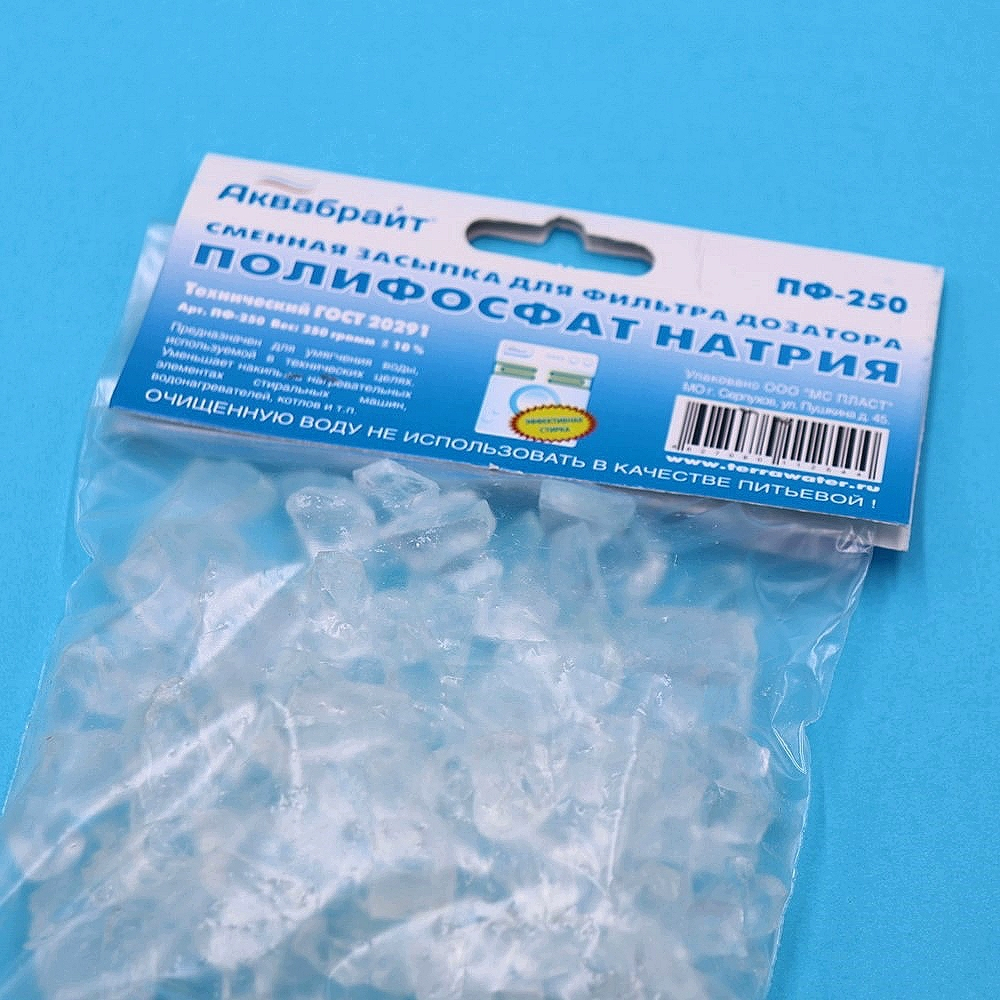 Аквабрайт
ПФ-250
СМЕННАЯ ЗАСЫПКА ДЛЯ ФИЛЬТРА ДОЗАТОРА
ПОЛИФОСФАТ НАТРИЯ
Технический ГОСТ 20291
Арт. ПФ-250 Вес: 250 грамм ± 10 %
Предназначен для умягчения воды,
используемой в технических целях.
Уменьшает накипь на нагревательных
элементах стиральных машин,
водонагревателей, котлов и т.п.
ЭФФЕКТИВНАЯ
СТИРКА
Упаковано ООО "МС ПЛАСТ"
МО г. Серпухов, ул. Пушкина д. 45.
www.terrawater.ru
ОЧИЩЕННУЮ ВОДУ НЕ ИСПОЛЬЗОВАТЬ В КАЧЕСТВЕ ПИТЬЕВОЙ !